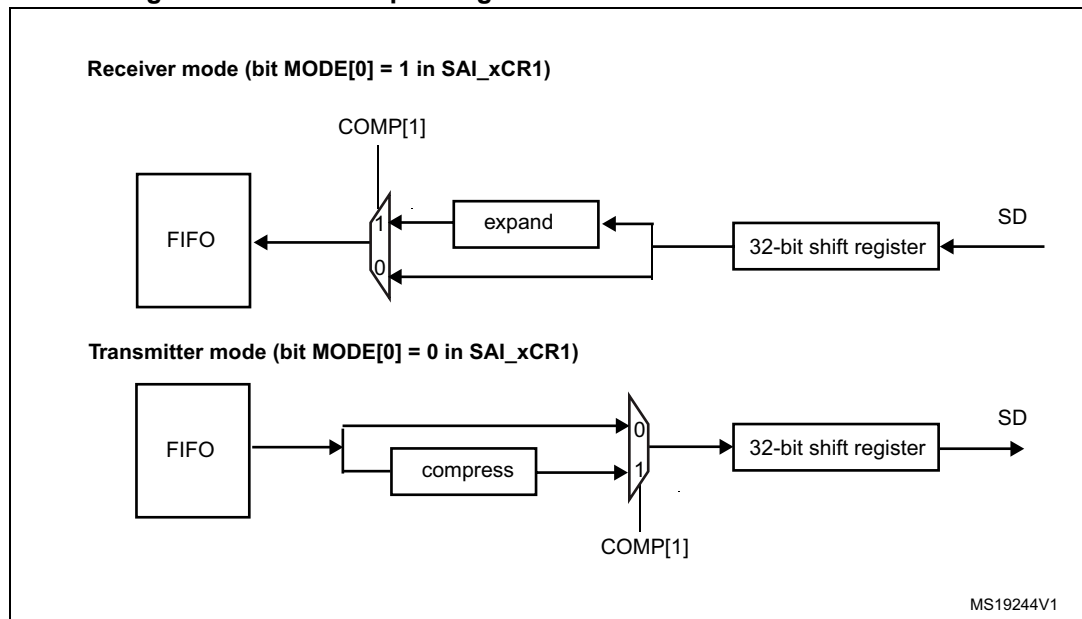 Receiver mode (bit MODE[0] = 1 in SAI_xCR1)
COMP[1]
FIFO
1
0
expand
32-bit shift register
SD
Transmitter mode (bit MODE[0] = 0 in SAI_xCR1)
FIFO
compress
0
1
COMP[1]
32-bit shift register
SD
MS19244V1